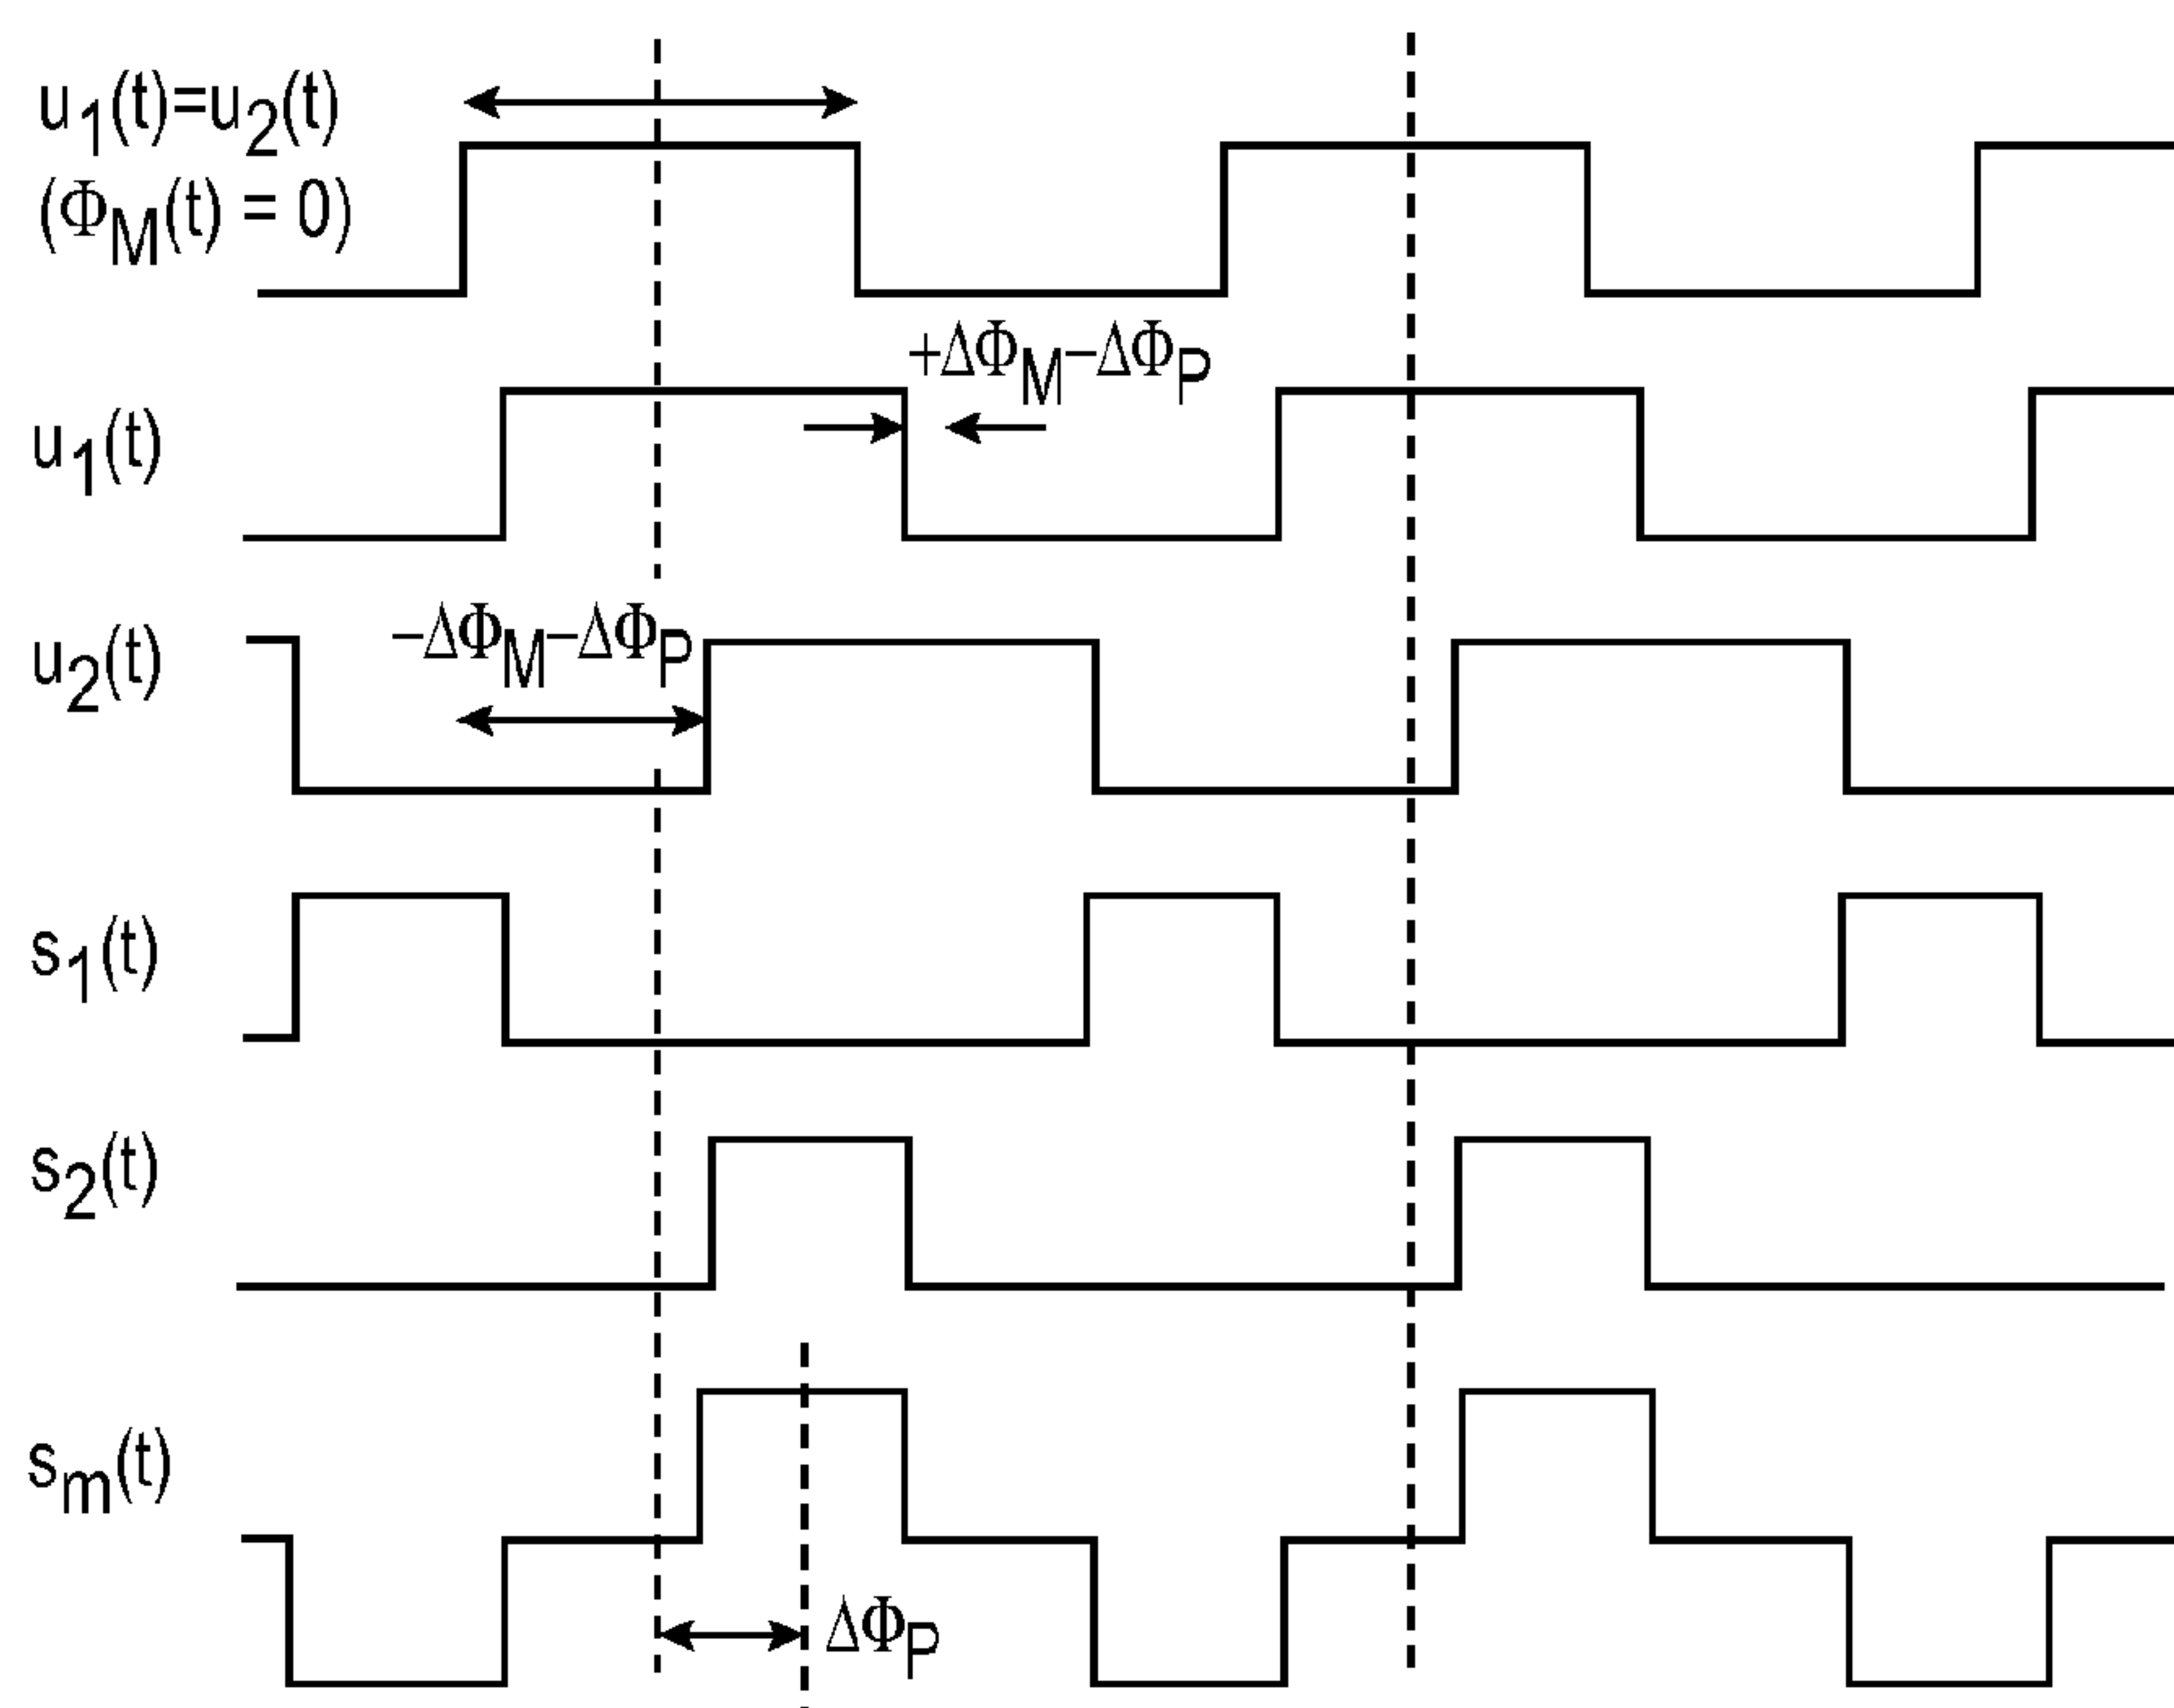 u1(t)=u2(t)
(ΦM(t) = 0)
+ΔΦM−ΔΦP
u1(t)
−ΔΦM−ΔΦP
u2(t)
s1(t)
s2(t)
sm(t)
ΔΦP